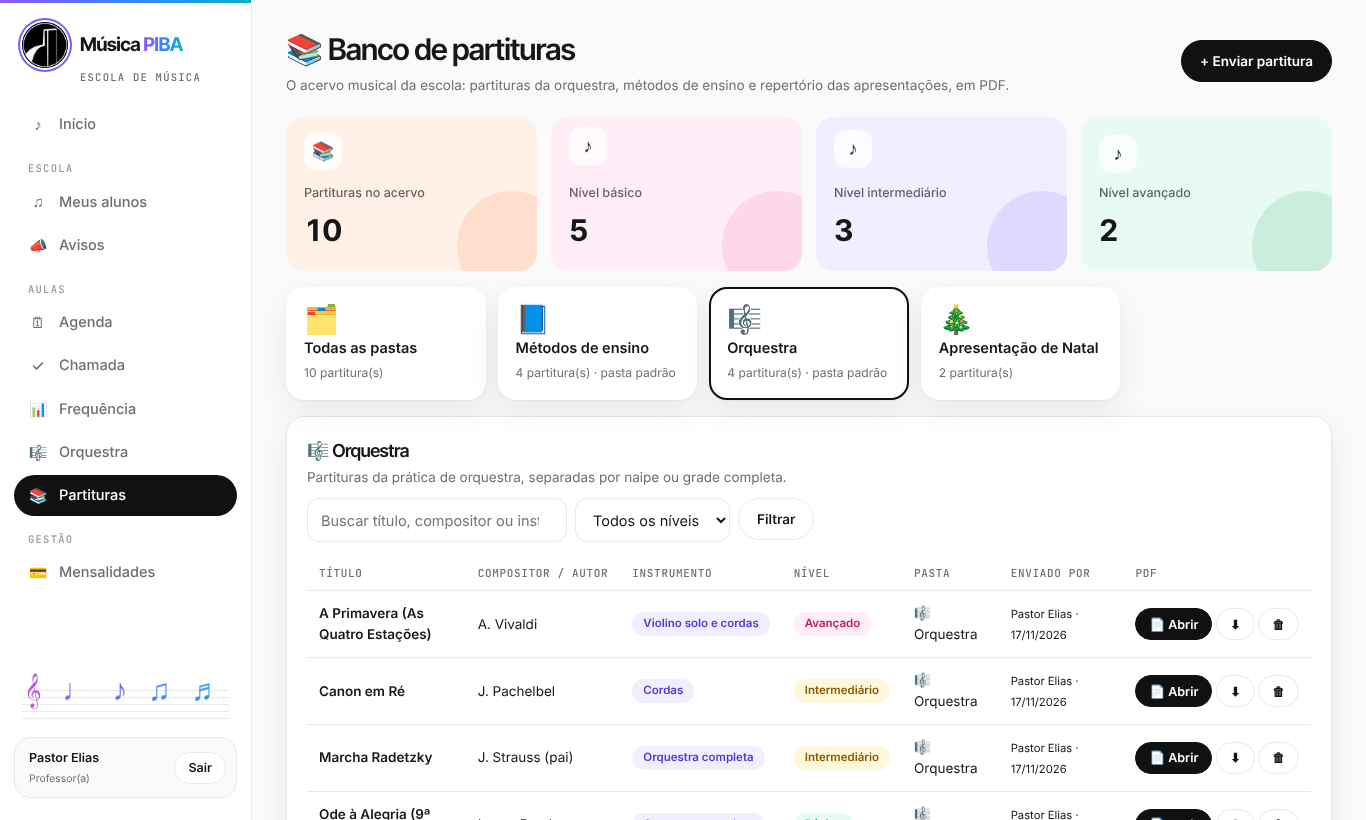 Música PIBA
ESCOLA DE MÚSICA
Início
ESCOLA
Meus alunos
Avisos
AULAS
Agenda
Chamada
Frequência
Orquestra
Partituras
GESTÃO
Mensalidades
Pastor Elias
Professor(a)
Sair
Banco de partituras
O acervo musical da escola: partituras da orquestra, métodos de ensino e repertório das apresentações, em PDF.
+ Enviar partitura
Partituras no acervo
10
Nível básico
5
Nível intermediário
3
Nível avançado
2
Todas as pastas
10 partitura(s)
Métodos de ensino
4 partitura(s) · pasta padrão
Orquestra
4 partitura(s) · pasta padrão
Apresentação de Natal
2 partitura(s)
Orquestra
Partituras da prática de orquestra, separadas por naipe ou grade completa.
Buscar título, compositor ou inst
Todos os níveis
Filtrar
TÍTULO COMPOSITOR / AUTOR INSTRUMENTO NÍVEL PASTA ENVIADO POR PDF
A Primavera (As
Quatro Estações)
A. Vivaldi
Violino solo e cordas
Avançado
Orquestra
Pastor Elias ·
17/11/2026
Abrir
Canon em Ré
J. Pachelbel
Cordas
Intermediário
Orquestra
Pastor Elias ·
17/11/2026
Abrir
Marcha Radetzky
J. Strauss (pai)
Orquestra completa
Intermediário
Orquestra
Pastor Elias ·
17/11/2026
Abrir
Ode à Alegria (9ª
Pastor Elias ·